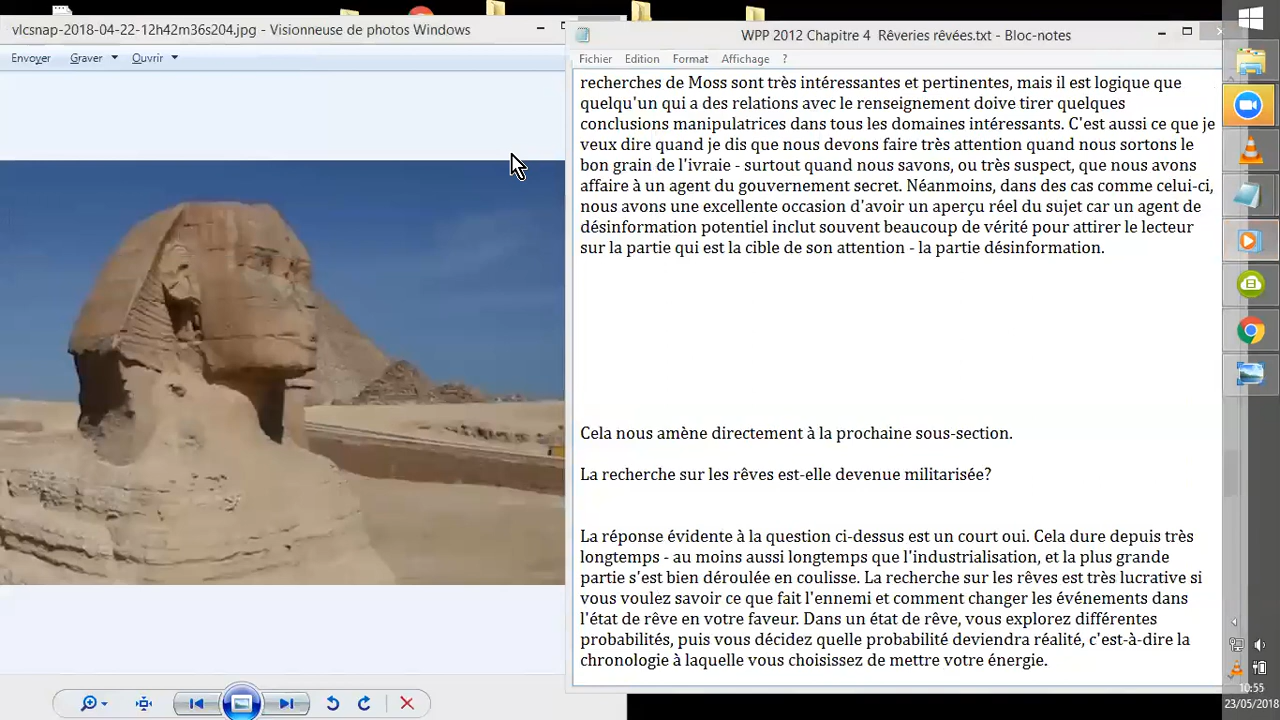 vlcsnap-2018-04-22-12h42m36s204.jpg - Visionneuse de photos Windows
Envoyer Graver Ouvrir
WPP 2012 Chapitre 4  Rêveries rêvées.txt - Bloc-notes
Fichier Edition Format Affichage ?
recherches de Moss sont très intéressantes et pertinentes, mais il est logique que
quelqu'un qui a des relations avec le renseignement doive tirer quelques
conclusions manipulatrices dans tous les domaines intéressants. C'est aussi ce que je
veux dire quand je dis que nous devons faire très attention quand nous sortons le
bon grain de l'ivraie - surtout quand nous savons, ou très suspect, que nous avons
affaire à un agent du gouvernement secret. Néanmoins, dans des cas comme celui-ci,
nous avons une excellente occasion d'avoir un aperçu réel du sujet car un agent de
désinformation potentiel inclut souvent beaucoup de vérité pour attirer le lecteur
sur la partie qui est la cible de son attention - la partie désinformation.
Cela nous amène directement à la prochaine sous-section.
La recherche sur les rêves est-elle devenue militarisée?
La réponse évidente à la question ci-dessus est un court oui. Cela dure depuis très
longtemps - au moins aussi longtemps que l'industrialisation, et la plus grande
partie s'est bien déroulée en coulisse. La recherche sur les rêves est très lucrative si
vous voulez savoir ce que fait l'ennemi et comment changer les événements dans
l'état de rêve en votre faveur. Dans un état de rêve, vous explorez différentes
probabilités, puis vous décidez quelle probabilité deviendra réalité, c'est-à-dire la
chronologie à laquelle vous choisissez de mettre votre énergie.
10:55
23/05/2018